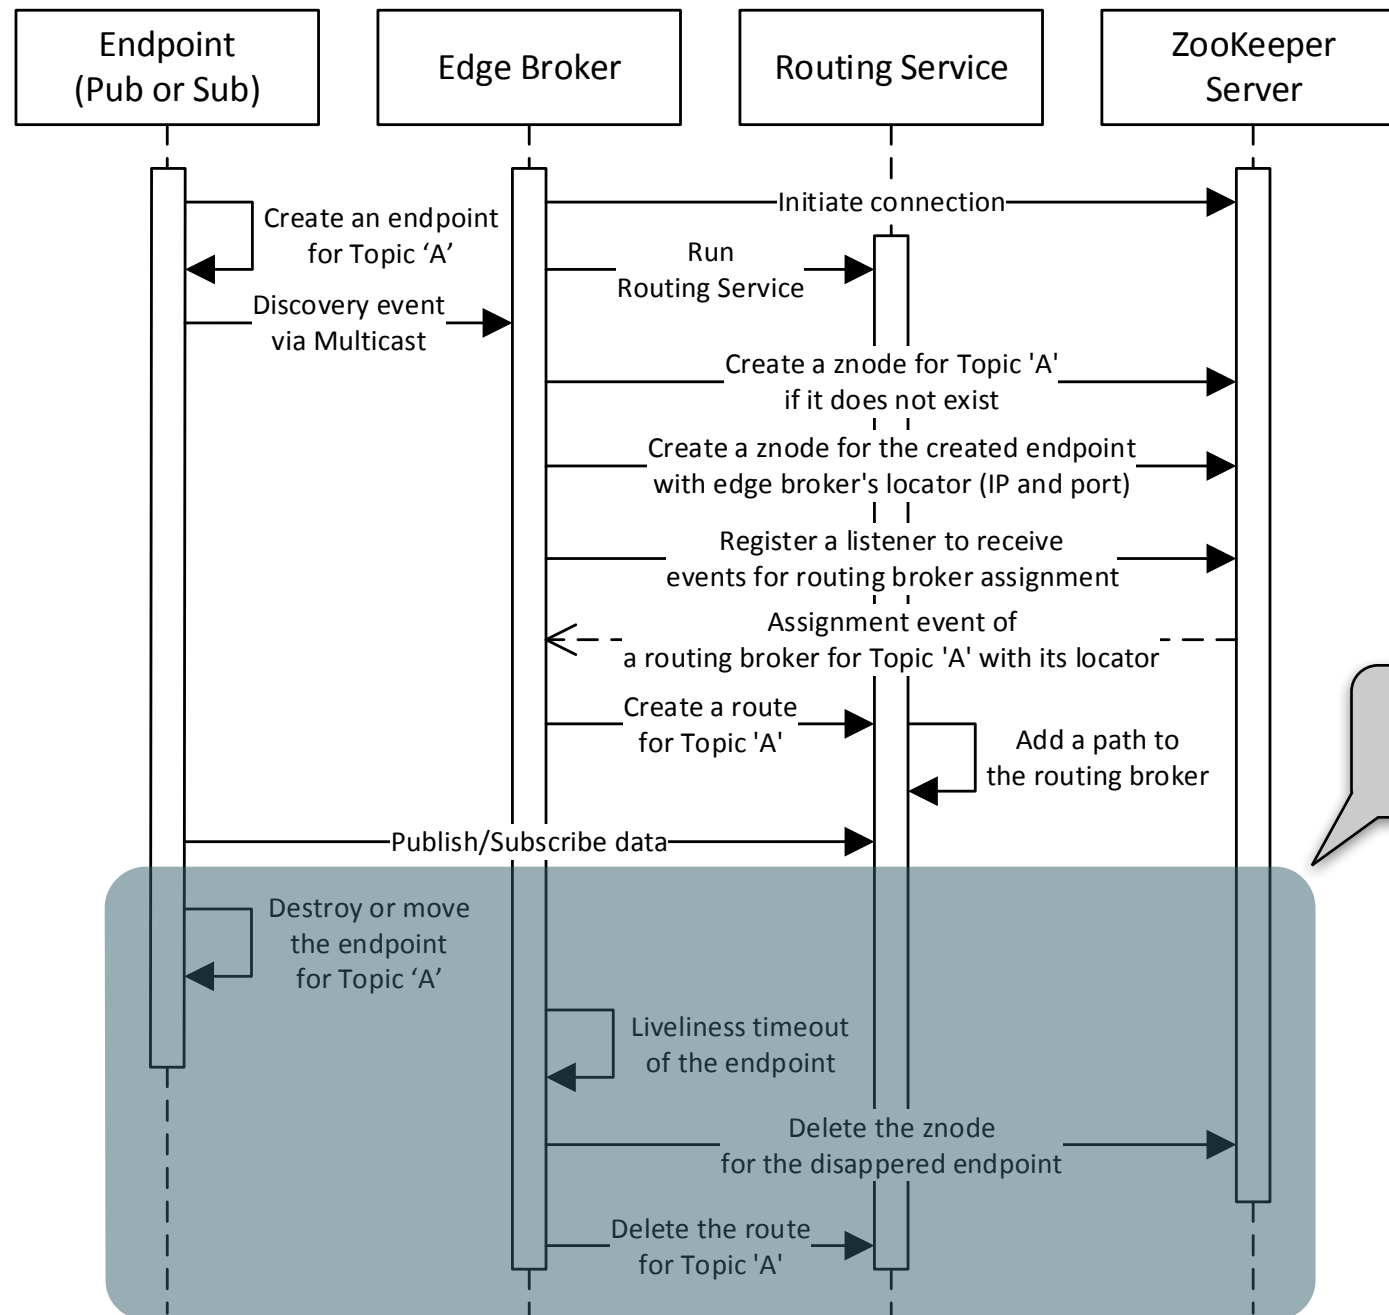 Endpoint
(Pub or Sub)
Edge Broker
Routing Service
ZooKeeper
Server
Initiate connection
Create an endpoint
for Topic ‘A’
Run
Routing Service
Discovery event
via Multicast
Create a znode for Topic 'A'
if it does not exist
Create a znode for the created endpoint
with edge broker's locator (IP and port)
Register a listener to receive
events for routing broker assignment
Assignment event of
a routing broker for Topic 'A' with its locator
Create a route
for Topic 'A'
Add a path to
the routing broker
Publish/Subscribe data
Destroy or move
the endpoint
for Topic ‘A’
Liveliness timeout
of the endpoint
Delete the znode
for the disappered endpoint
Delete the route
for Topic 'A'